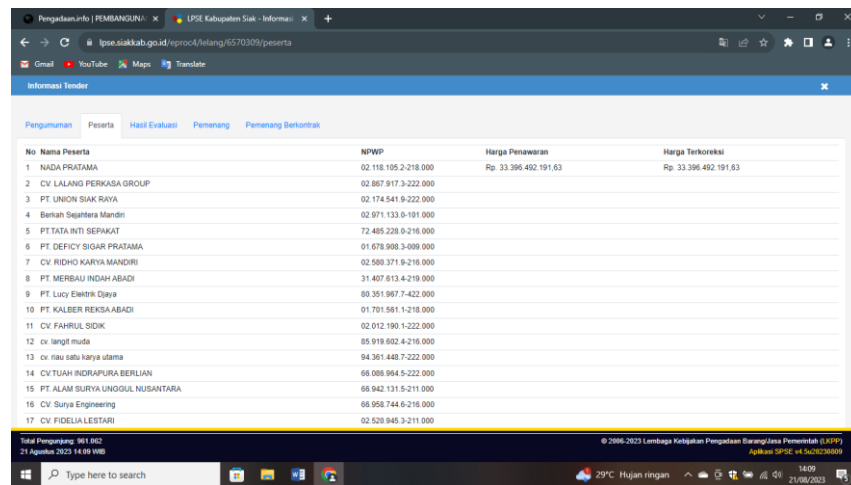 Pengadaan.info | PEMBANGUNA
LPSE Kabupaten Siak - Informasi
lpse.siakkab.go.id/eproc4/lelang/6570309/peserta
Gmail YouTube Maps Translate
Informasi Tender
Pengumuman Peserta Hasil Evaluasi Pemenang Pemenang Berkontrak
No Nama Peserta NPWP Harga Penawaran Harga Terkoreksi
1 NADA PRATAMA 02.118.105.2-218.000 Rp. 33.396.492.191,63 Rp. 33.396.492.191,63
2 CV. LALANG PERKASA GROUP 02.867.917.3-222.000
3 PT. UNION SIAK RAYA 02.174.541.9-222.000
4 Berkah Sejahtera Mandiri 02.971.133.0-101.000
5 PT.TATA INTI SEPAKAT 72.485.228.0-216.000
6 PT. DEFICY SIGAR PRATAMA 01.678.908.3-009.000
7 CV. RIDHO KARYA MANDIRI 02.580.371.9-216.000
8 PT. MERBAU INDAH ABADI 31.407.613.4-219.000
9 PT. Lucy Elektrik Djaya 80.351.967.7-422.000
10 PT. KALBER REKSA ABADI 01.701.561.1-218.000
11 CV. FAHRUL SIDIK 02.012.190.1-222.000
12 cv. langit muda 85.919.602.4-216.000
13 cv. riau satu karya utama 94.361.448.7-222.000
14 CV.TUAH INDRAPURA BERLIAN 66.086.964.5-222.000
15 PT. ALAM SURYA UNGGUL NUSANTARA 66.942.131.5-211.000
16 CV. Surya Engineering 66.958.744.6-216.000
17 CV. FIDELIA LESTARI 02.520.945.3-211.000
Total Pengunjung: 961.062 © 2006-2023 Lembaga Kebijakan Pengadaan Barang/Jasa Pemerintah (LKPP)
21 Agustus 2023 14:09 WIB Aplikasi SPSE v4.5u20230809
Type here to search 29°C Hujan ringan 14:09
21/08/2023